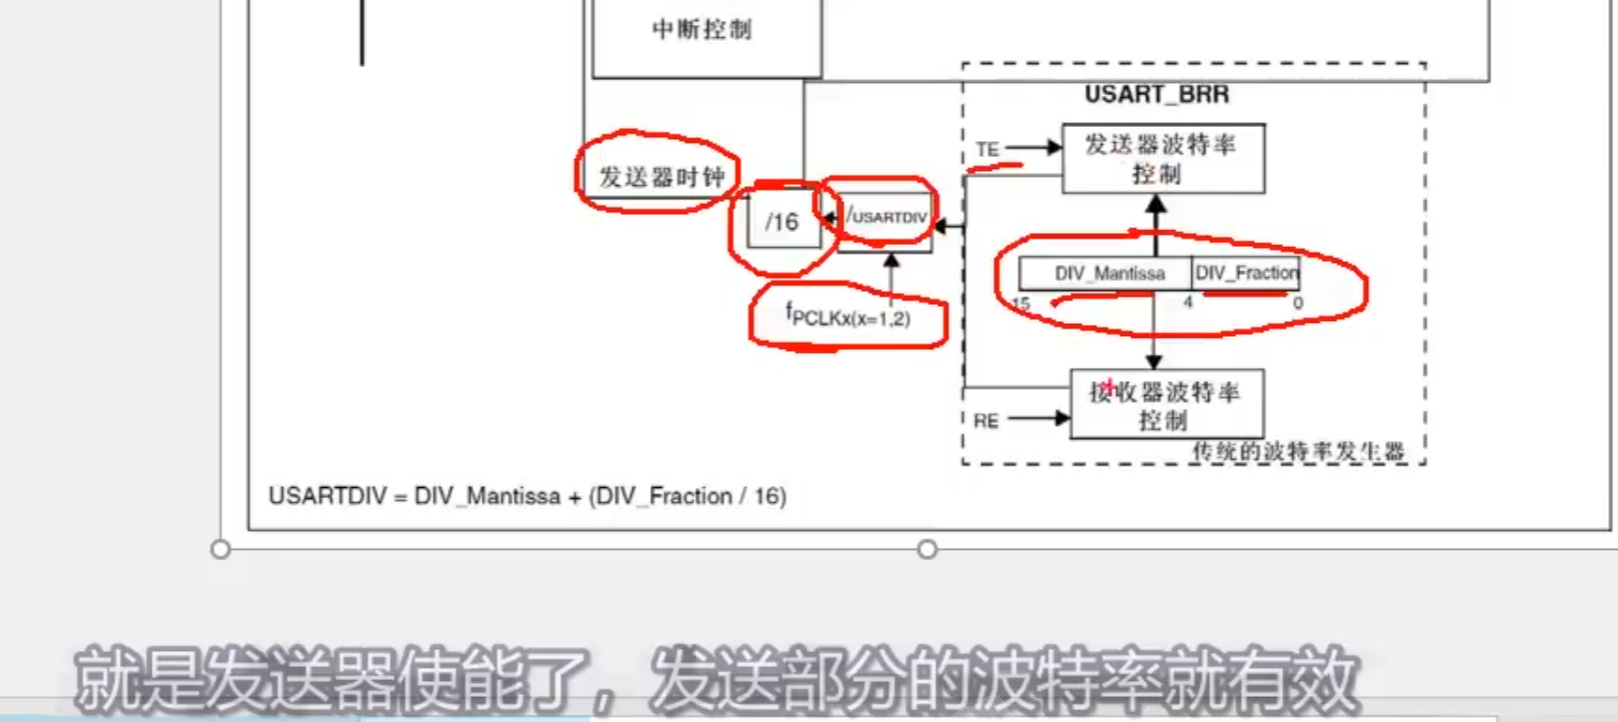 中断控制
USART_BRR
TE
发送器波特率
控制
发送器时钟
/16
/USARTDIV
DIV_Mantissa
DIV_Fraction
15
4
0
fPCLKx(x=1,2)
接收器波特率
控制
RE
传统的波特率发生器
USARTDIV = DIV_Mantissa + (DIV_Fraction / 16)
就是发送器使能了，发送部分的波特率就有效